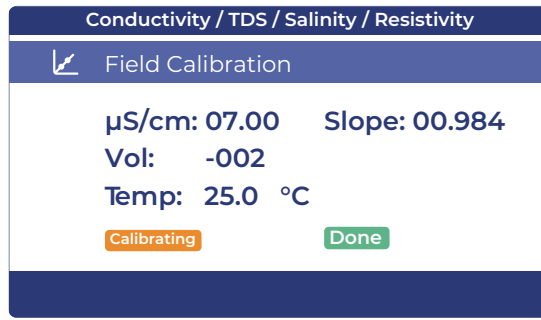 Conductivity / TDS / Salinity / Resistivity
Field Calibration
µS/cm: 07.00 Slope: 00.984
Vol: -002
Temp: 25.0 °C
Calibrating Done